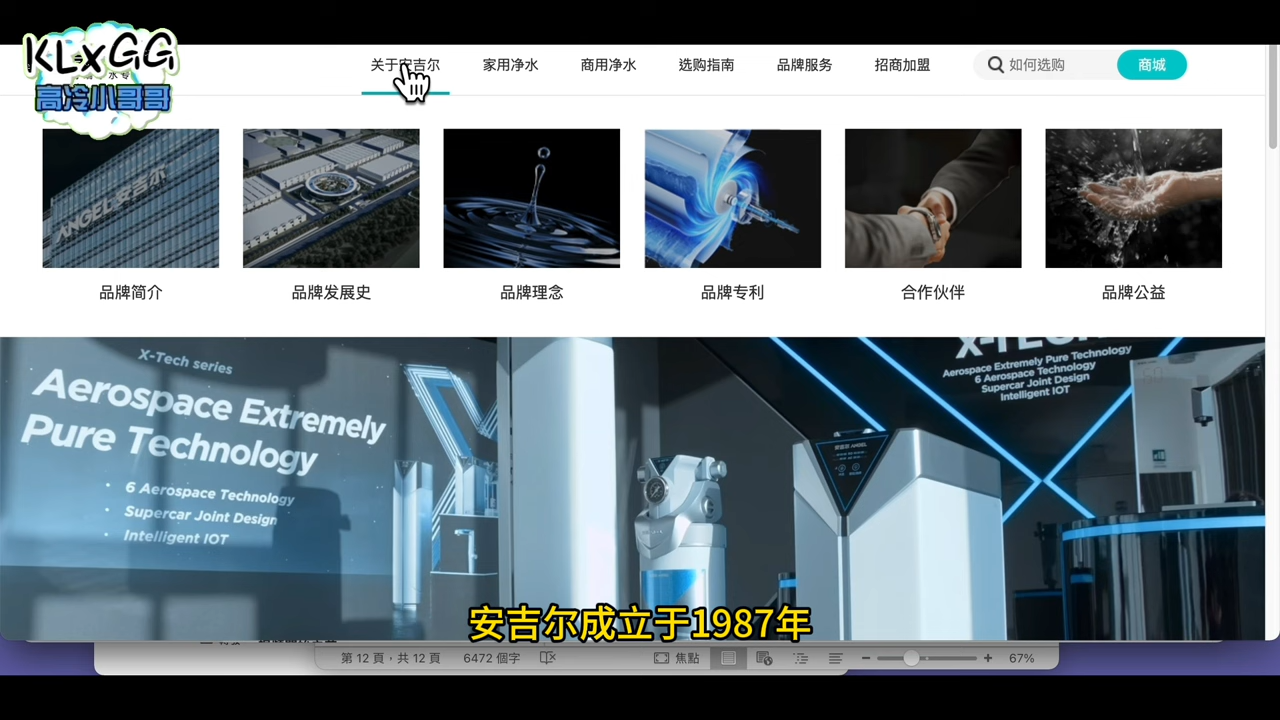 KLxGG
高冷小哥哥
关于安吉尔
家用净水
商用净水
选购指南
品牌服务
招商加盟
如何选购
商城
ANGEL 安吉尔
品牌简介
品牌发展史
品牌理念
品牌专利
合作伙伴
品牌公益
X-Tech series
Aerospace Extremely
Pure Technology
• 6 Aerospace Technology
• Supercar Joint Design
• Intelligent IOT
X-TECH
Aerospace Extremely Pure Technology
6 Aerospace Technology
Supercar Joint Design
Intelligent IOT
安吉尔成立于1987年
第 12 頁，共 12 頁
6472 個字
焦點
67%